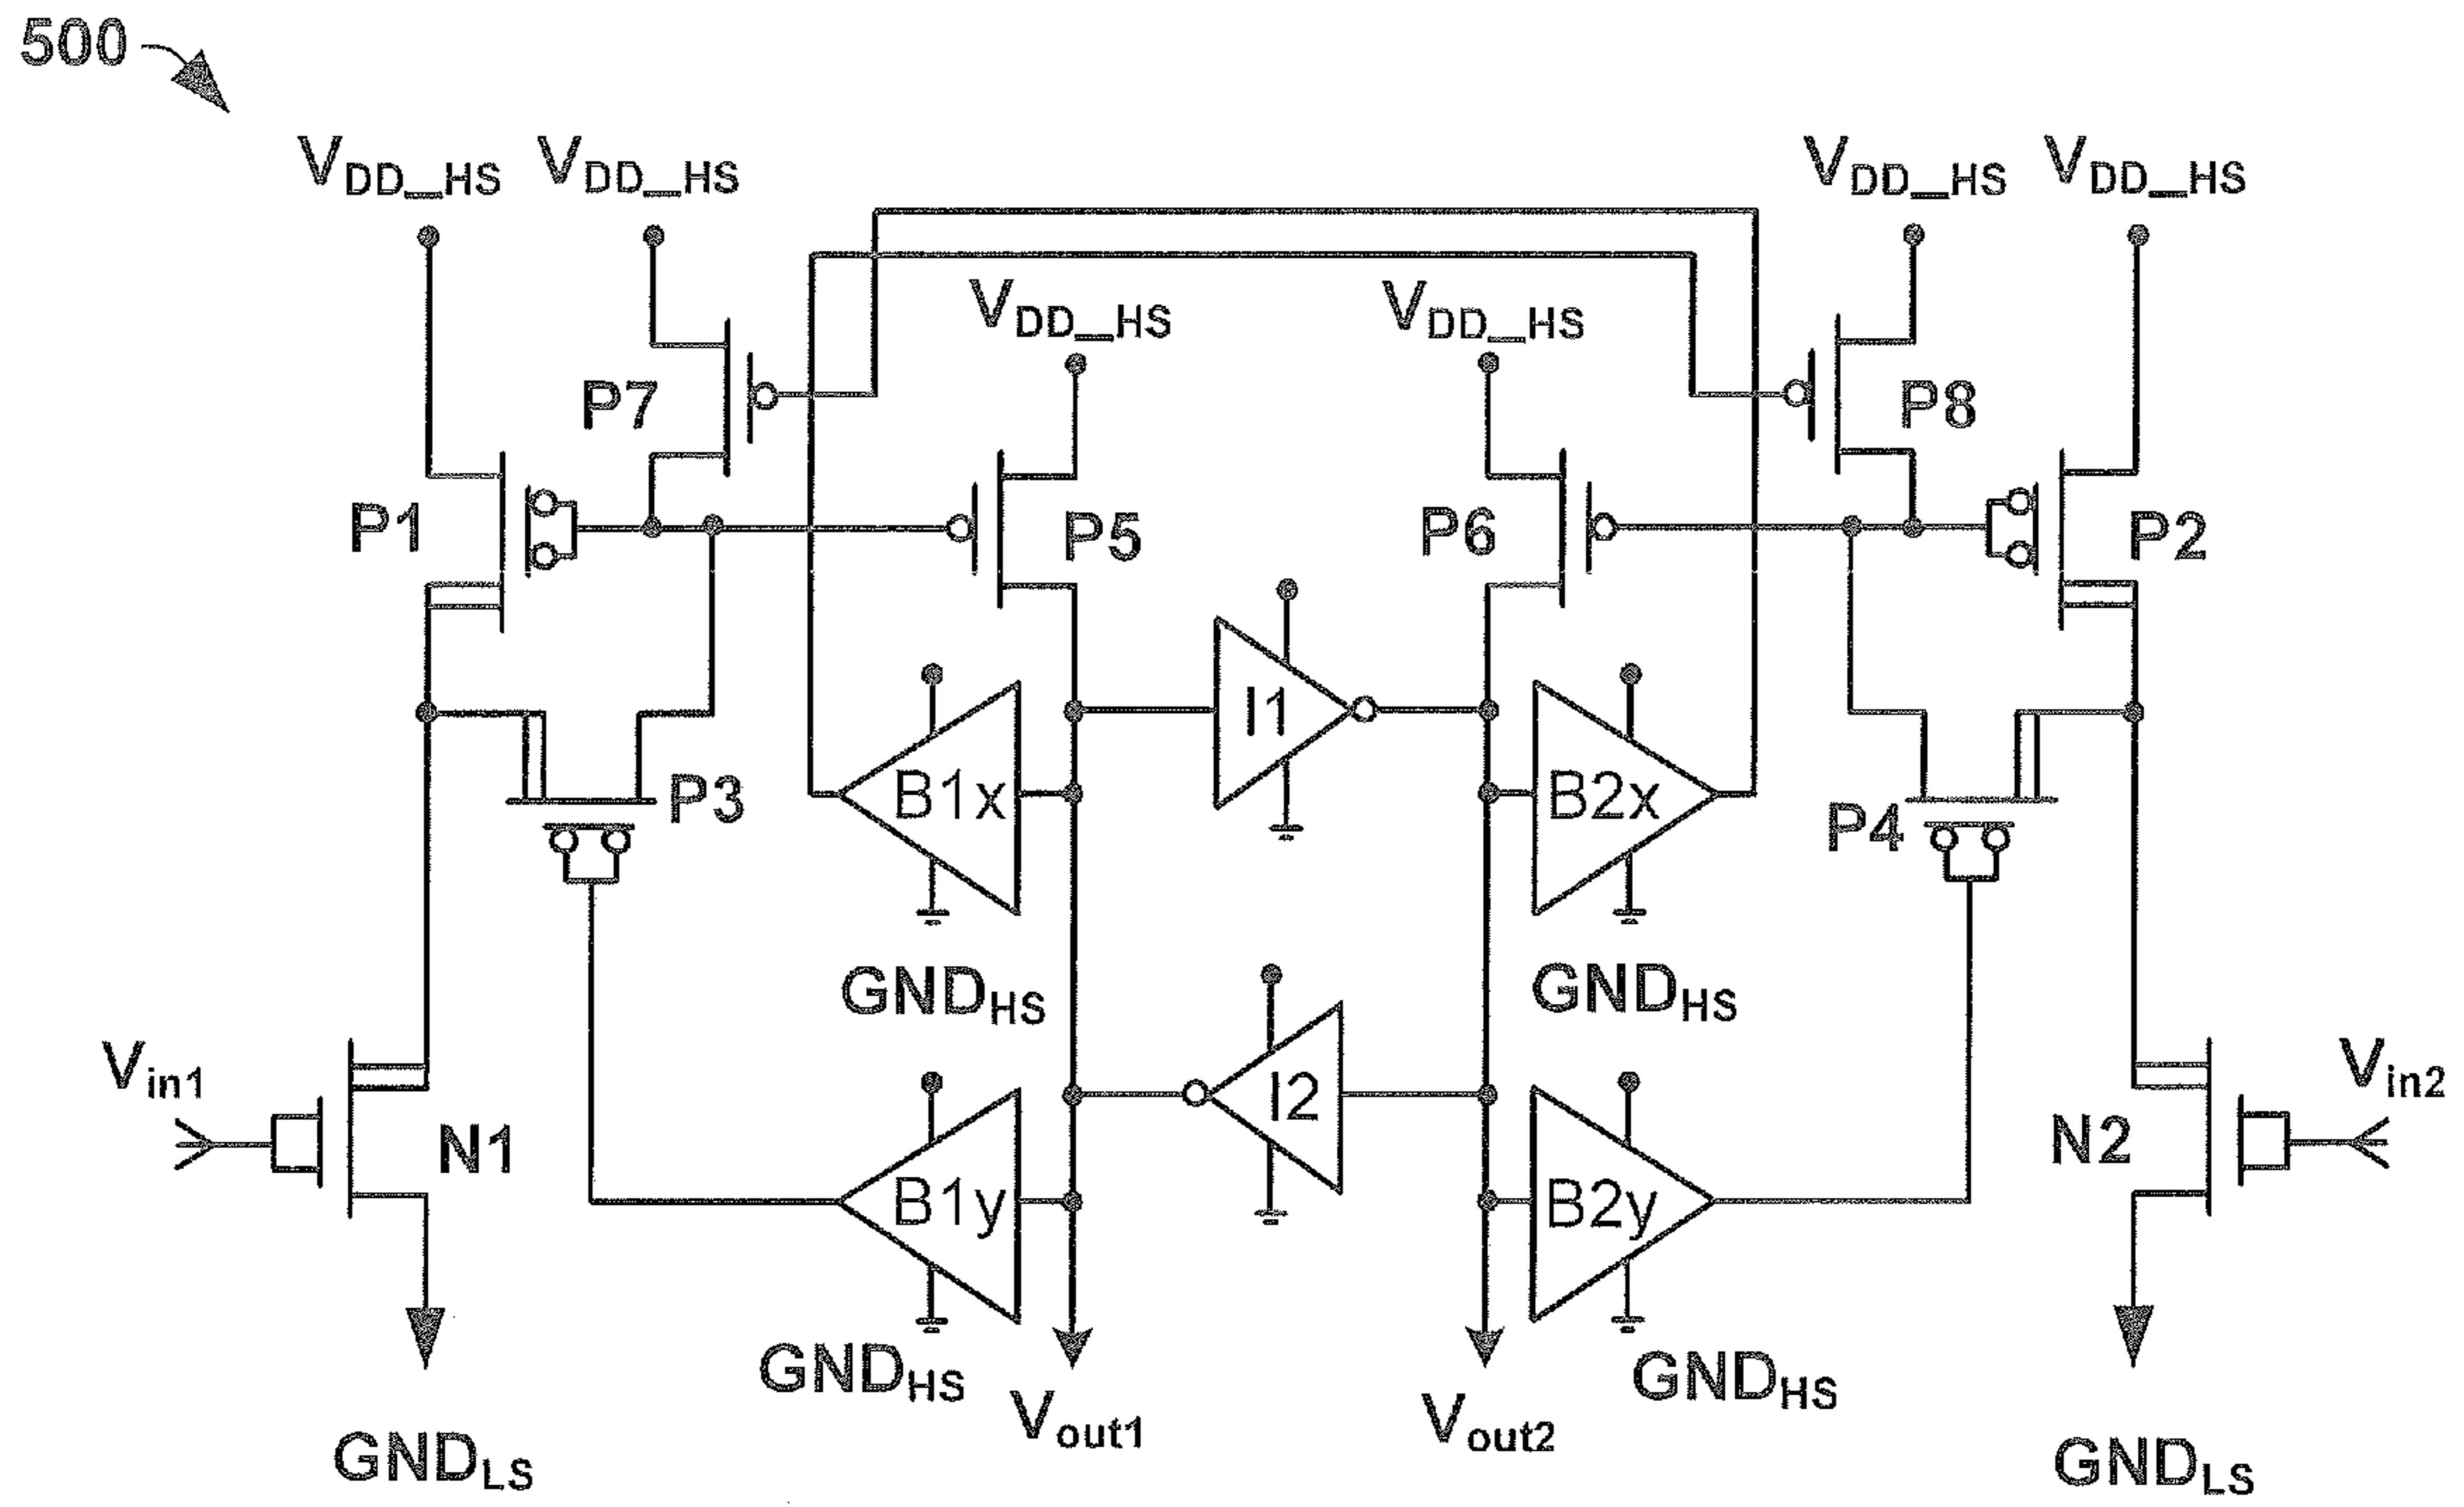 500
VDD_HS VDD_HS VDD_HS VDD_HS
VDD_HS VDD_HS
P7 P8
P1 P5 P6 P2
I1
P3 B1x B2x P4
GNDHS GNDHS
Vin1 N1 I2 N2 Vin2
B1y B2y
GNDHS GNDHS
Vout1 Vout2
GNDLS GNDLS